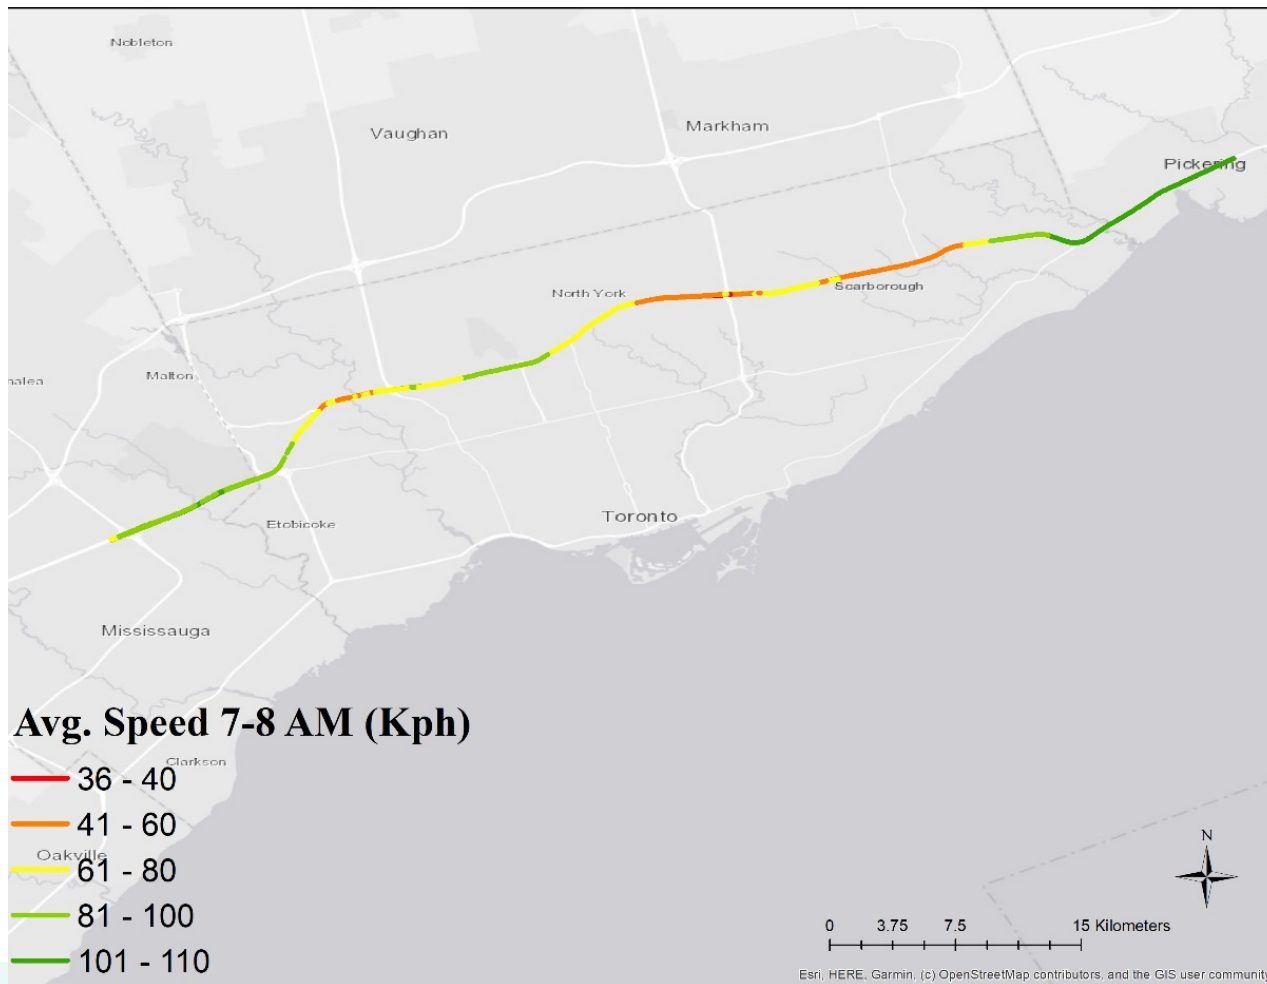 Nobleton
Vaughan
Markham
Pickering
North York
Scarborough
Malton
Etobicoke
Toronto
Mississauga
Avg. Speed 7-8 AM (Kph)
Clarkson
36 - 40
41 - 60
Oakville
61 - 80
81 - 100
101 - 110
N
0 3.75 7.5 15 Kilometers
Esri, HERE, Garmin, (c) OpenStreetMap contributors, and the GIS user community